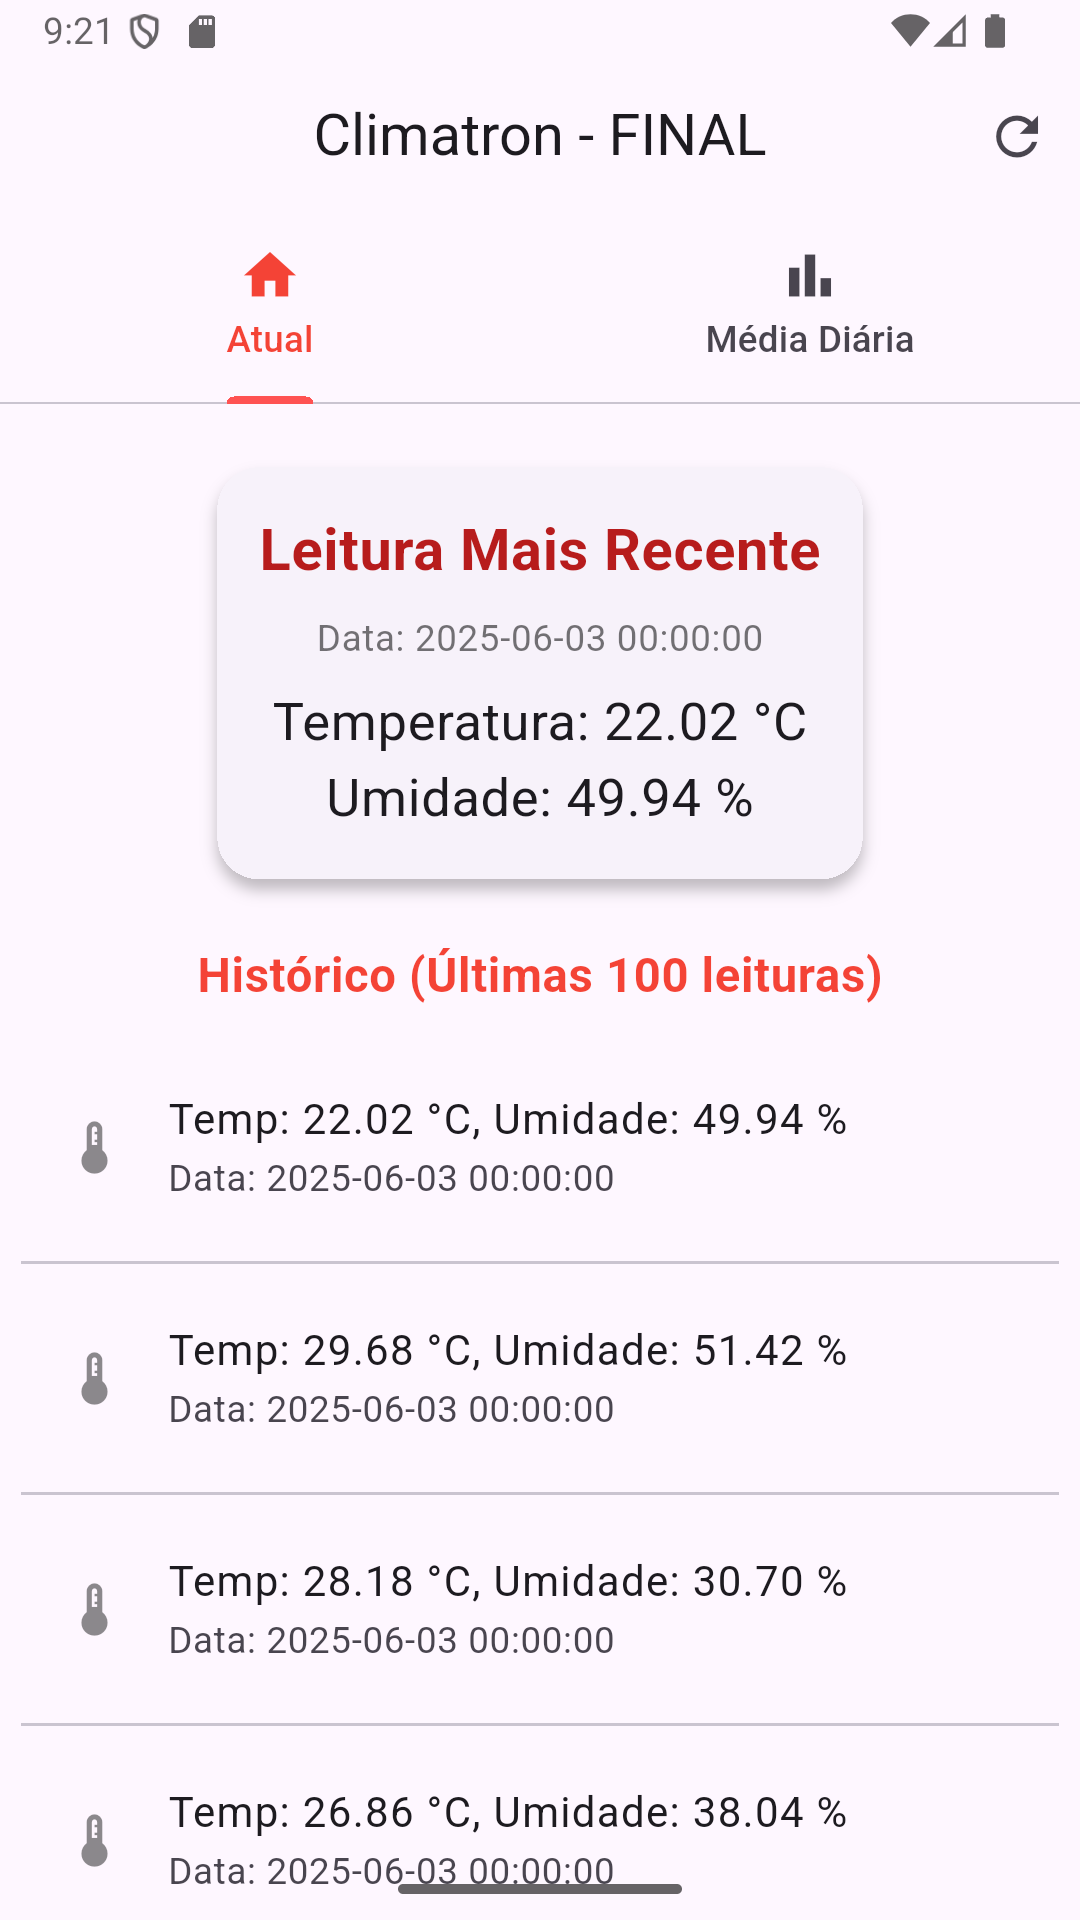 9:21
Climatron - FINAL
Atual
Média Diária
Leitura Mais Recente
Data: 2025-06-03 00:00:00
Temperatura: 22.02 °C
Umidade: 49.94 %
Histórico (Últimas 100 leituras)
Temp: 22.02 °C, Umidade: 49.94 %
Data: 2025-06-03 00:00:00
Temp: 29.68 °C, Umidade: 51.42 %
Data: 2025-06-03 00:00:00
Temp: 28.18 °C, Umidade: 30.70 %
Data: 2025-06-03 00:00:00
Temp: 26.86 °C, Umidade: 38.04 %
Data: 2025-06-03 00:00:00